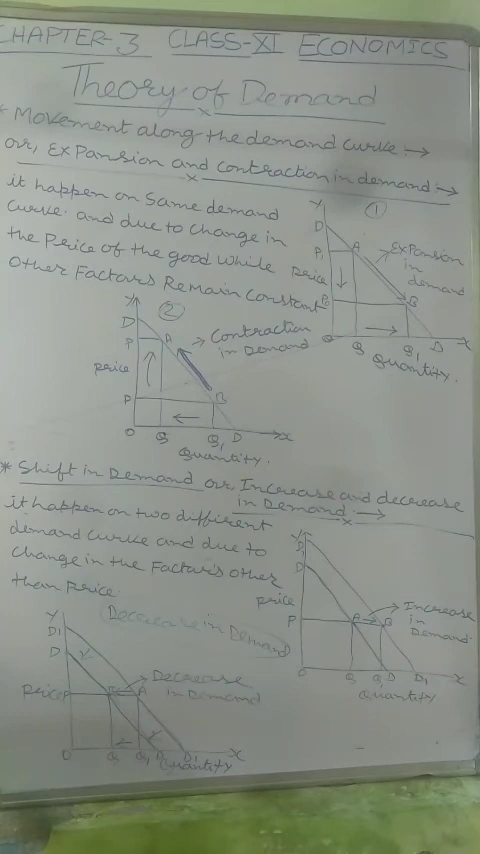 CHAPTER-3 CLASS-XI ECONOMICS
Theory of Demand
* Movement along the demand curve →
or, ExPansion and contraction in demand →
it happen on Same demand
Curve. and due to change in
the Price of the good while
Other Factors Remain Constant
①
Y
D
P1
A
ExPansion
in
demand
price
B
O
Q
Q1
D
X
Quantity.
②
Y
D
P
A
→ Contraction
in Demand
price
P
B
O
Q
Q1
D
X
Quantity.
* Shift in Demand or Increase and decrease
in Demand →
it happen on two different
demand curve and due to
Change in the Factors other
than price.
Y
D1
D
Price
P
A
B
Increase
in
Demand.
O
Q
Q1
D
D1
X
Quantity
Decrease in Demand
Y
D1
D
price
P
B
A
Decrease
in Demand
O
Q
Q1
D
D1
X
Quantity